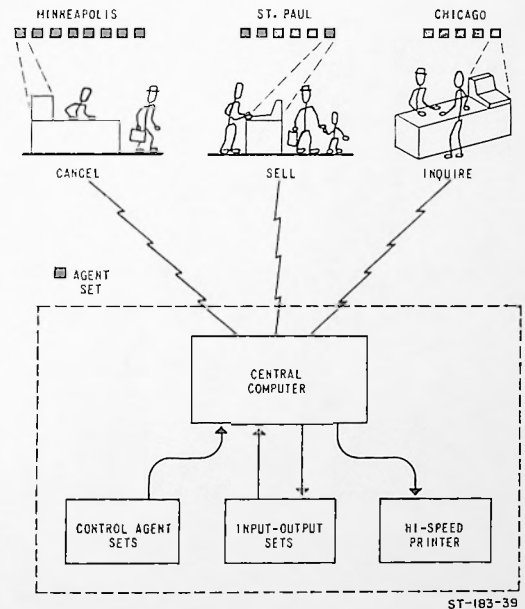 MINNEAPOLIS
ST. PAUL
CHICAGO
CANCEL
SELL
INQUIRE
AGENT
SET
CENTRAL
COMPUTER
CONTROL AGENT
SETS
INPUT-OUTPUT
SETS
HI-SPEED
PRINTER
ST-183-39